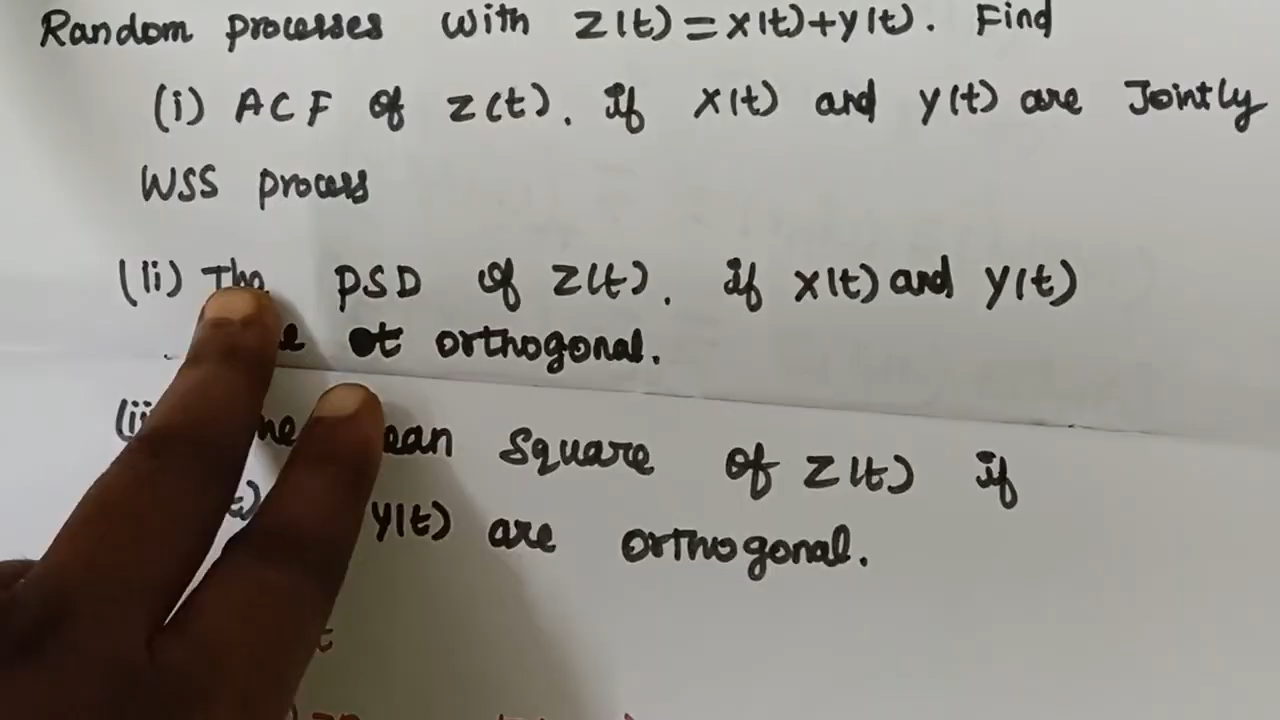 Random processes with Z(t) = X(t)+Y(t). Find
(i) ACF of Z(t). If X(t) and Y(t) are Jointly
WSS process
(ii) The PSD of Z(t). If X(t) and Y(t)
orthogonal.
Square of Z(t) if
Y(t) are orthogonal.